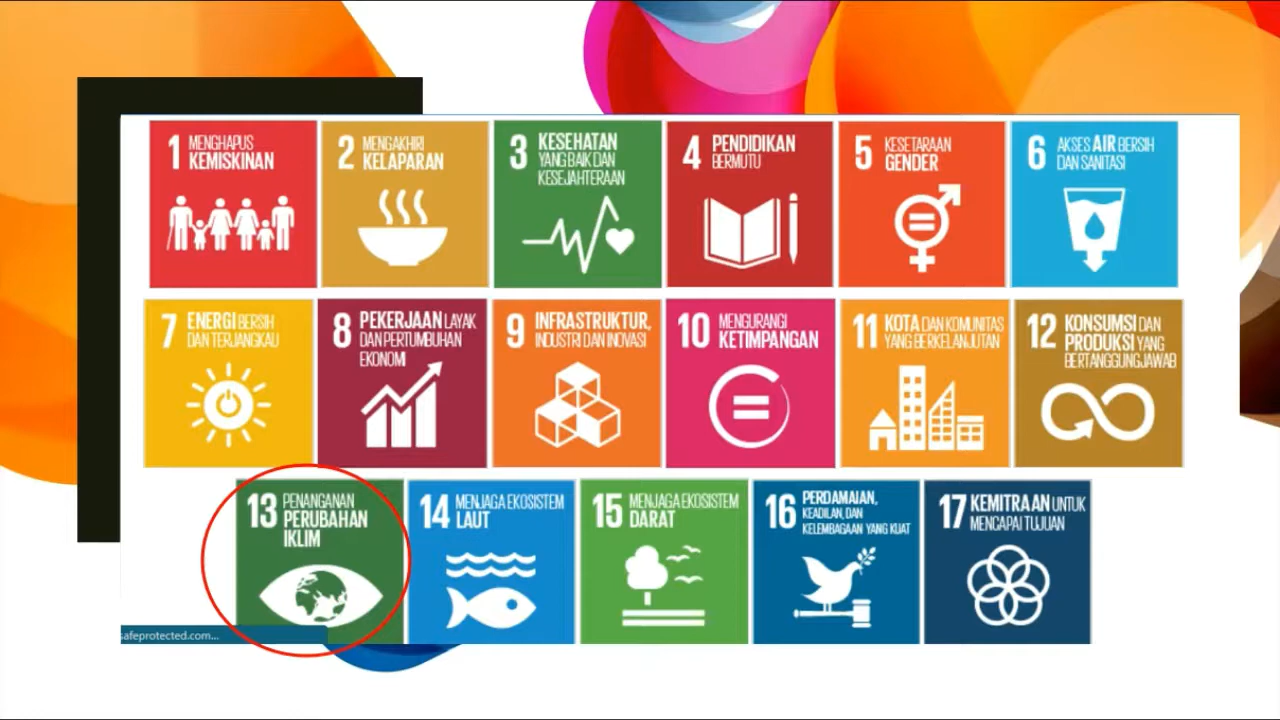 1 MENGHAPUS
KEMISKINAN
2 MENGAKHIRI
KELAPARAN
3 KESEHATAN
YANG BAIK DAN
KESEJAHTERAAN
4 PENDIDIKAN
BERMUTU
5 KESETARAAN
GENDER
6 AKSES AIR BERSIH
DAN SANITASI
7 ENERGI BERSIH
DAN TERJANGKAU
8 PEKERJAAN LAYAK
DAN PERTUMBUHAN
EKONOMI
9 INFRASTRUKTUR,
INDUSTRI DAN INOVASI
10 MENGURANGI
KETIMPANGAN
11 KOTA DAN KOMUNITAS
YANG BERKELANJUTAN
12 KONSUMSI DAN
PRODUKSI YANG
BERTANGGUNGJAWAB
13 PENANGANAN
PERUBAHAN
IKLIM
14 MENJAGA EKOSISTEM
LAUT
15 MENJAGA EKOSISTEM
DARAT
16 PERDAMAIAN,
KEADILAN, DAN
KELEMBAGAAN YANG KUAT
17 KEMITRAAN UNTUK
MENCAPAI TUJUAN
safeprotected.com...